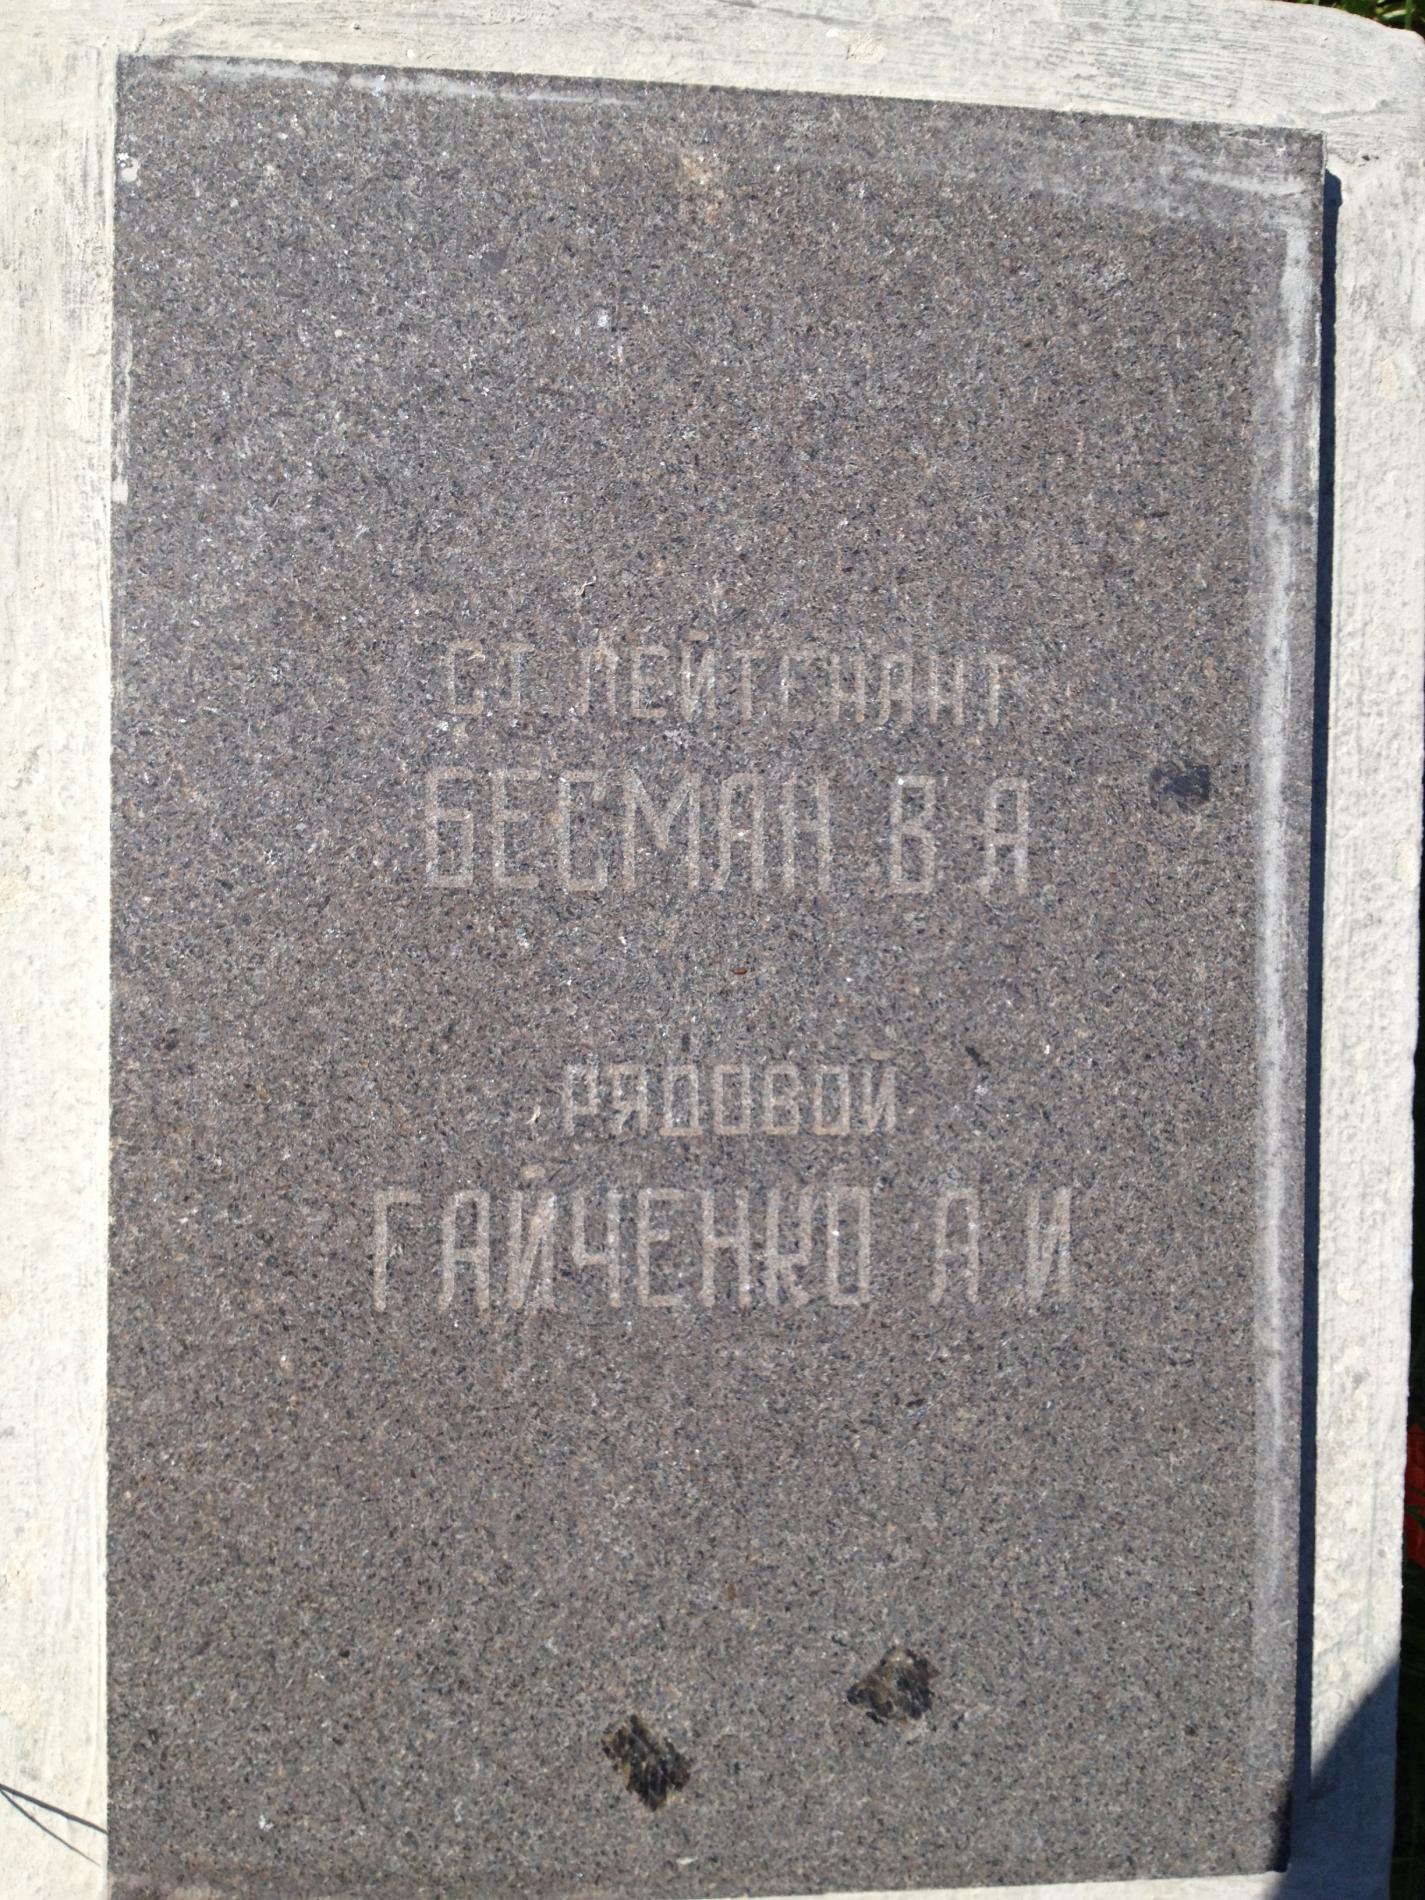 СТ. ЛЕЙТЕНАНТ
БЕСМАН В.А
РЯДОВОЙ
ГАЙЧЕНКО А.И